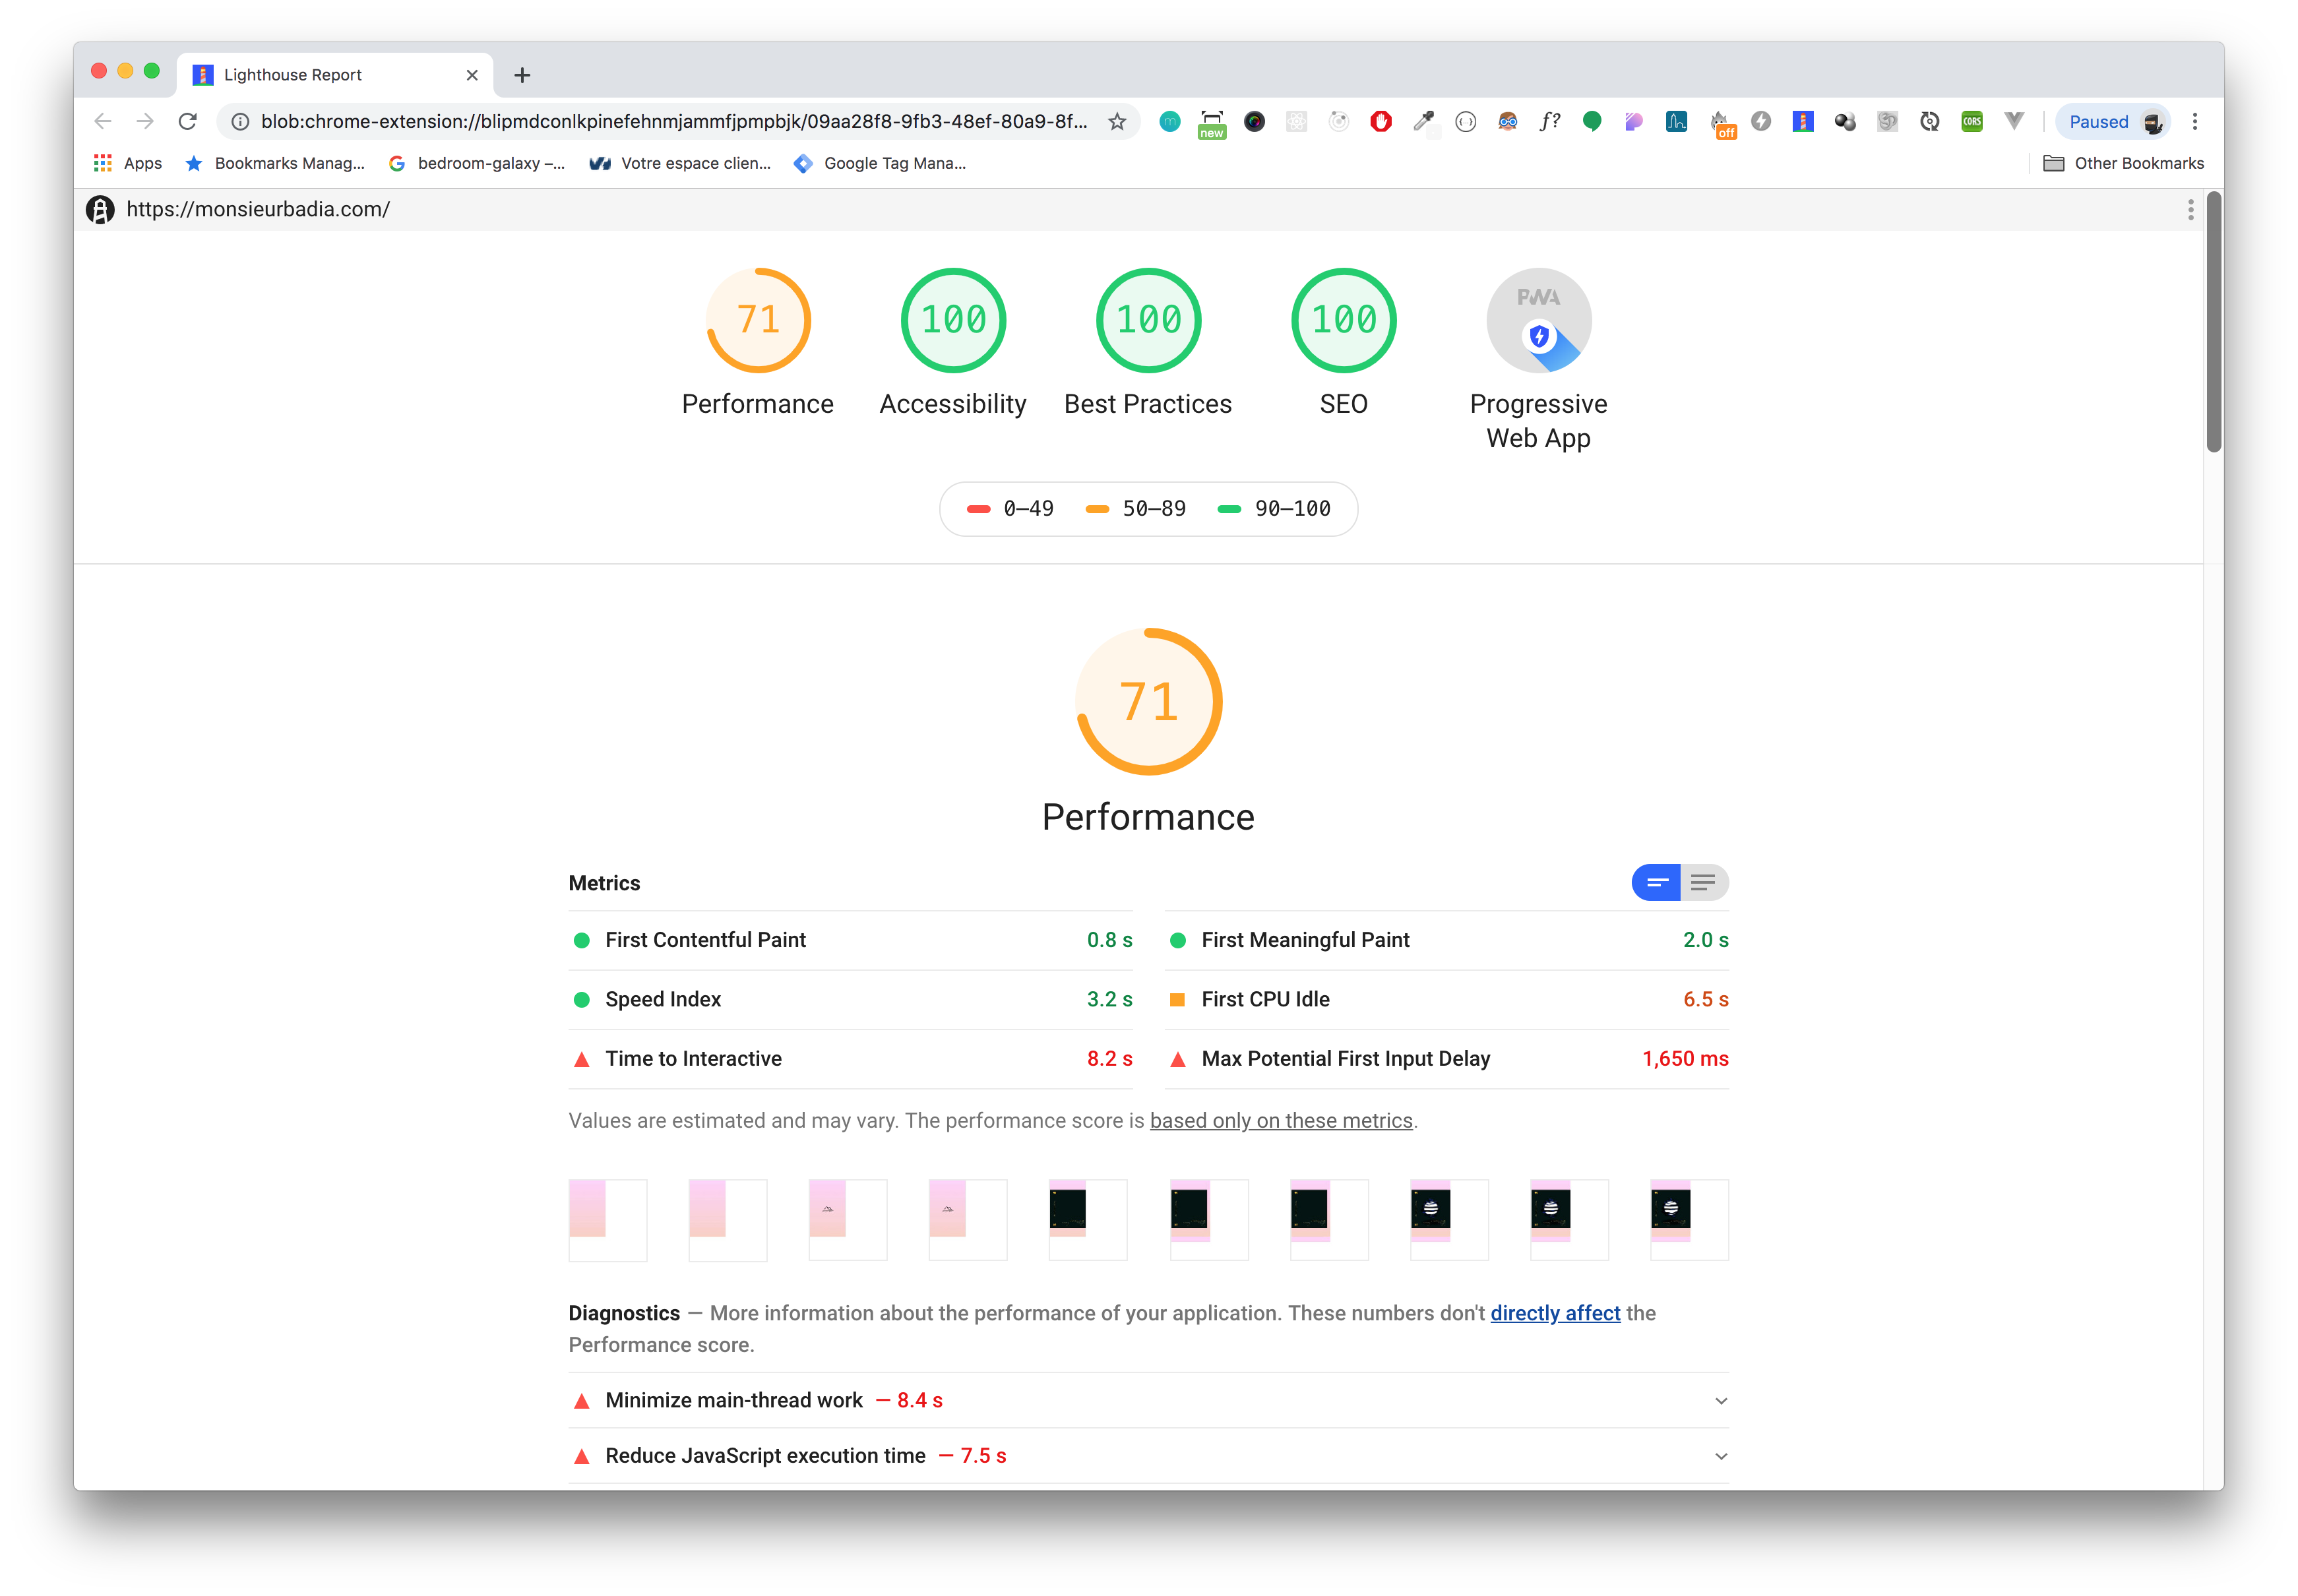 Lighthouse Report
blob:chrome-extension://blipmdconlkpinefehnmjammfjpmpbjk/09aa28f8-9fb3-48ef-80a9-8f...
m
new
f?
off
CORS
Paused
Apps
Bookmarks Manag...
bedroom-galaxy –...
Votre espace clien...
Google Tag Mana...
Other Bookmarks
https://monsieurbadia.com/
71
100
100
100
PWA
Performance
Accessibility
Best Practices
SEO
Progressive
Web App
0–49
50–89
90–100
71
Performance
Metrics
First Contentful Paint 0.8 s
First Meaningful Paint 2.0 s
Speed Index 3.2 s
First CPU Idle 6.5 s
Time to Interactive 8.2 s
Max Potential First Input Delay 1,650 ms
Values are estimated and may vary. The performance score is based only on these metrics.
Diagnostics — More information about the performance of your application. These numbers don't directly affect the
Performance score.
Minimize main-thread work — 8.4 s
Reduce JavaScript execution time — 7.5 s